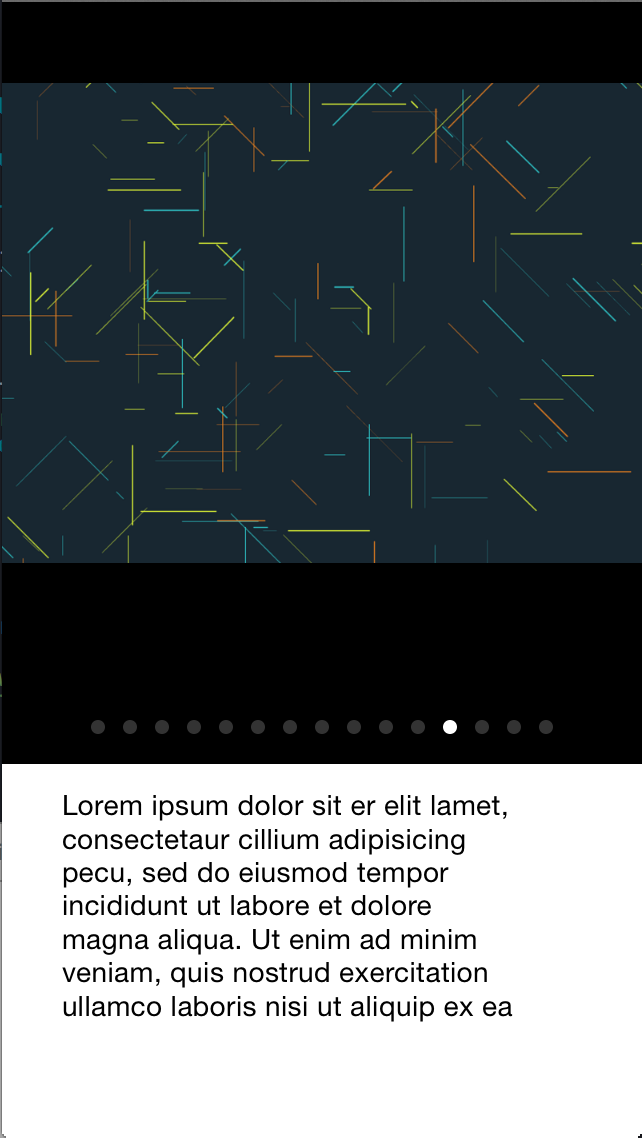 Lorem ipsum dolor sit er elit lamet,
consectetaur cillium adipisicing
pecu, sed do eiusmod tempor
incididunt ut labore et dolore
magna aliqua. Ut enim ad minim
veniam, quis nostrud exercitation
ullamco laboris nisi ut aliquip ex ea